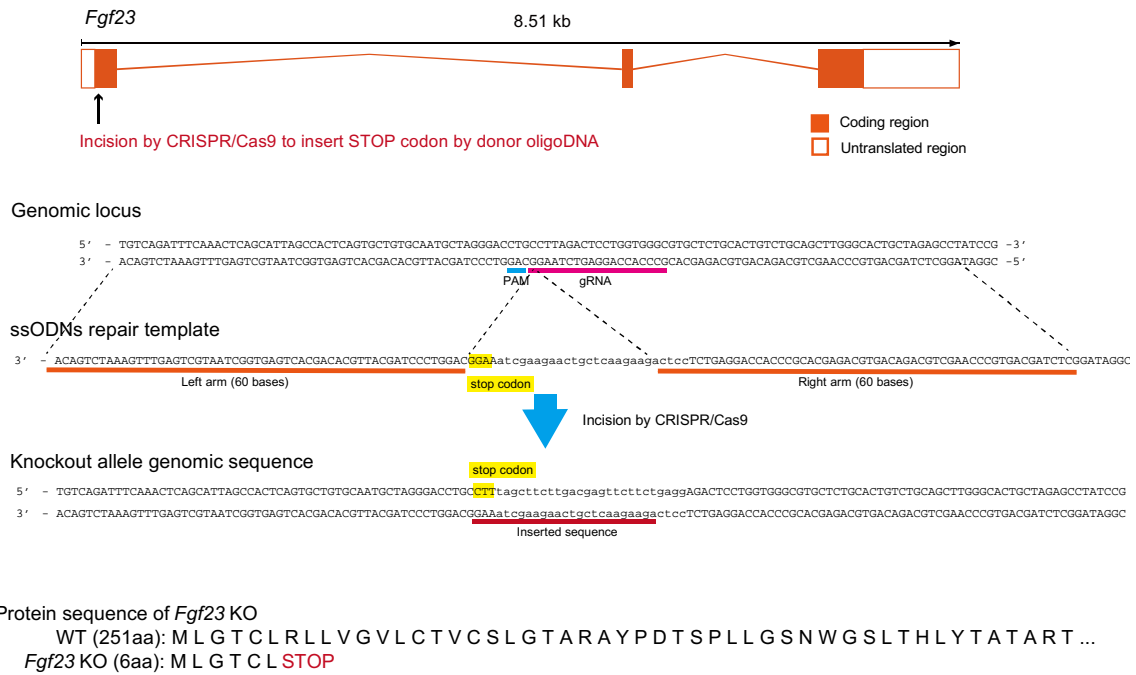 Fgf23
8.51 kb
Incision by CRISPR/Cas9 to insert STOP codon by donor oligoDNA
Coding region
Untranslated region
Genomic locus
5′ – TGTCAGATTTCAAACTCAGCATTAGCCACTCAGTGCTGTGCAATGCTAGGGACCTGCCTTAGACTCCTGGTGGGCGTGCTCTGCACTGTCTGCAGCTTGGGCACTGCTAGAGCCTATCCG –3′
3′ – ACAGTCTAAAGTTTGAGTCGTAATCGGTGAGTCACGACACGTTACGATCCCTGGACGGAATCTGAGGACCACCCGCACGAGACGTGACAGACGTCGAACCCGTGACGATCTCGGATAGGC –5′
PAM
gRNA
ssODNs repair template
3′ – ACAGTCTAAAGTTTGAGTCGTAATCGGTGAGTCACGACACGTTACGATCCCTGGACGGAAatcgaagaactgctcaagaagactccTCTGAGGACCACCCGCACGAGACGTGACAGACGTCGAACCCGTGACGATCTCGGATAGGC
Left arm (60 bases)
stop codon
Right arm (60 bases)
Incision by CRISPR/Cas9
Knockout allele genomic sequence
stop codon
5′ – TGTCAGATTTCAAACTCAGCATTAGCCACTCAGTGCTGTGCAATGCTAGGGACCTGCCTTtagcttcttgacgagttcttctgaggAGACTCCTGGTGGGCGTGCTCTGCACTGTCTGCAGCTTGGGCACTGCTAGAGCCTATCCG
3′ – ACAGTCTAAAGTTTGAGTCGTAATCGGTGAGTCACGACACGTTACGATCCCTGGACGGAAatcgaagaactgctcaagaagactccTCTGAGGACCACCCGCACGAGACGTGACAGACGTCGAACCCGTGACGATCTCGGATAGGC
Inserted sequence
Protein sequence of Fgf23 KO
WT (251aa): M L G T C L R L L V G V L C T V C S L G T A R A Y P D T S P L L G S N W G S L T H L Y T A T A R T ...
Fgf23 KO (6aa): M L G T C L STOP